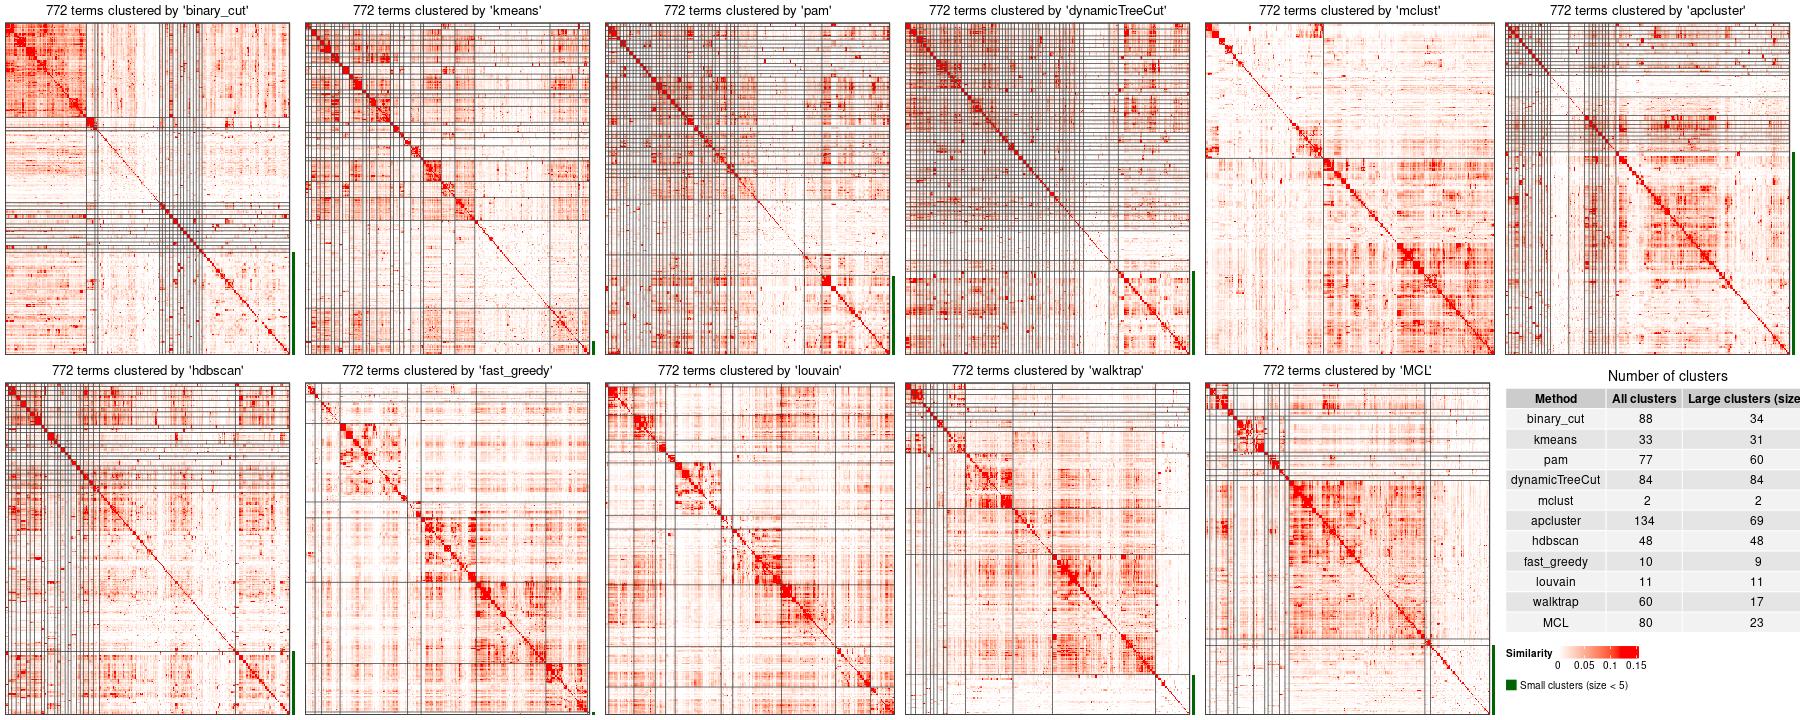 772 terms clustered by 'binary_cut'
772 terms clustered by 'kmeans'
772 terms clustered by 'pam'
772 terms clustered by 'dynamicTreeCut'
772 terms clustered by 'mclust'
772 terms clustered by 'apcluster'
772 terms clustered by 'hdbscan'
772 terms clustered by 'fast_greedy'
772 terms clustered by 'louvain'
772 terms clustered by 'walktrap'
772 terms clustered by 'MCL'
Number of clusters
Method All clusters Large clusters (size
binary_cut 88 34
kmeans 33 31
pam 77 60
dynamicTreeCut 84 84
mclust 2 2
apcluster 134 69
hdbscan 48 48
fast_greedy 10 9
louvain 11 11
walktrap 60 17
MCL 80 23
Similarity
0 0.05 0.1 0.15
Small clusters (size < 5)